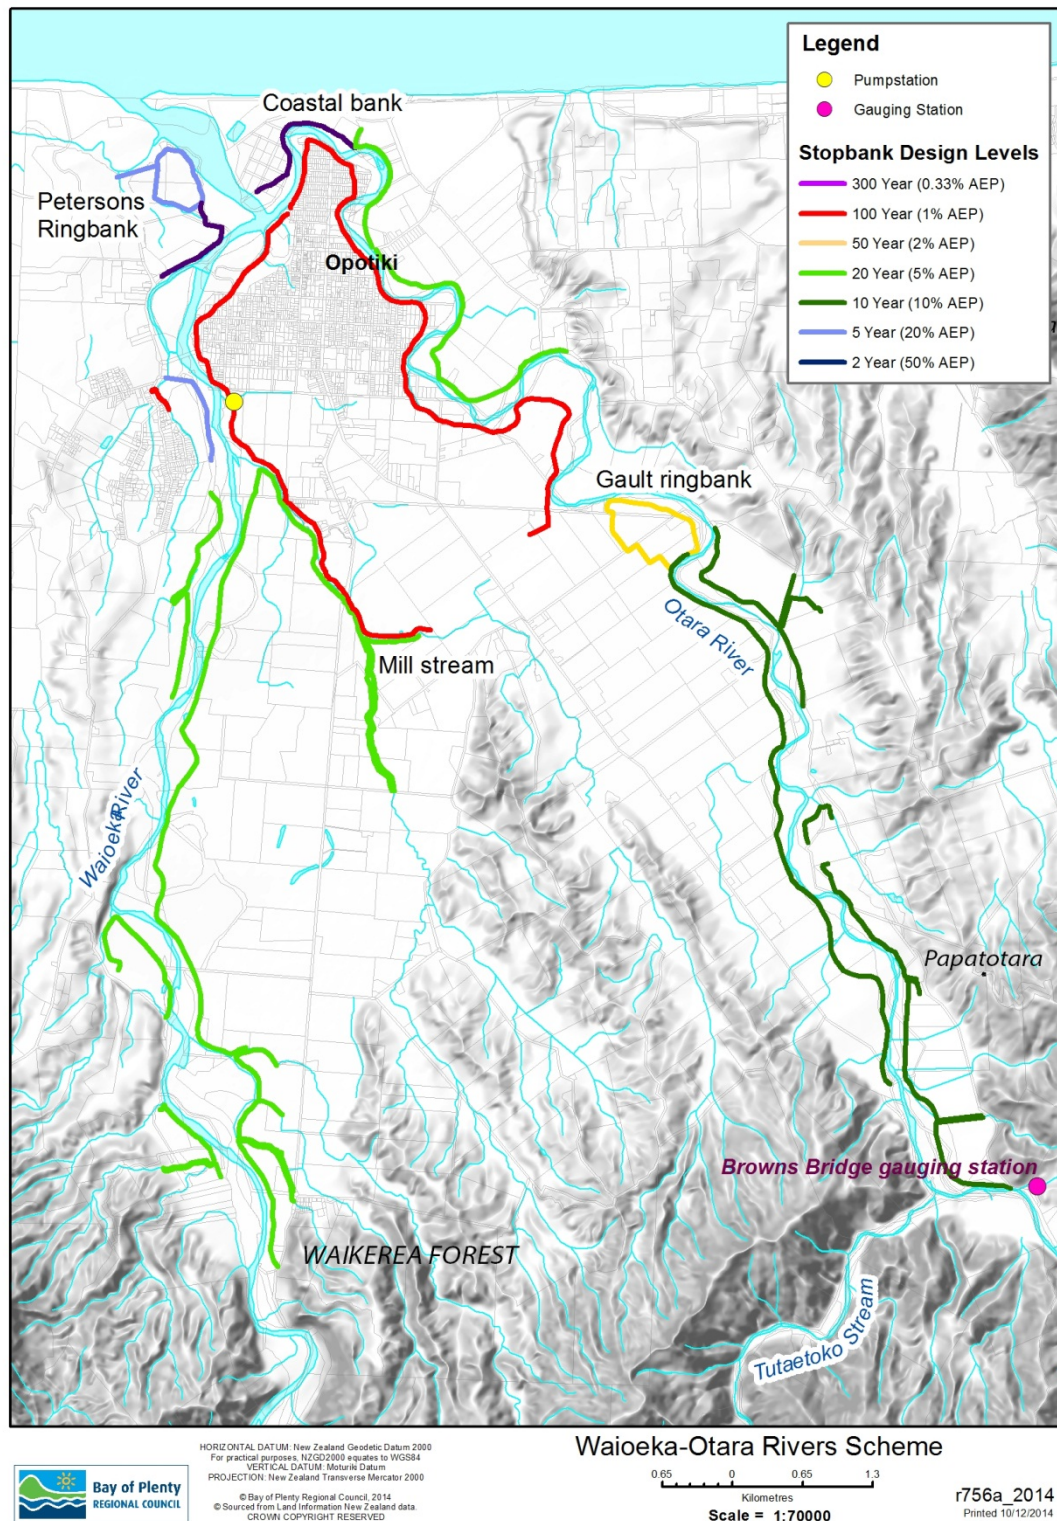 Legend
Pumpstation
Gauging Station
Stopbank Design Levels
300 Year (0.33% AEP)
100 Year (1% AEP)
50 Year (2% AEP)
20 Year (5% AEP)
10 Year (10% AEP)
5 Year (20% AEP)
2 Year (50% AEP)
Coastal bank
Petersons
Ringbank
Opotiki
Gault ringbank
Otara River
Mill stream
Waioeka River
Papatotara
Browns Bridge gauging station
WAIKEREA FOREST
Tutaetoko Stream
Waioeka-Otara Rivers Scheme
0.65 0 0.65 1.3
Kilometres
Scale = 1:70000
r756a_2014
Printed 10/12/2014
HORIZONTAL DATUM: New Zealand Geodetic Datum 2000
For practical purposes, NZGD2000 equates to WGS84
VERTICAL DATUM: Moturiki Datum
PROJECTION: New Zealand Transverse Mercator 2000
© Bay of Plenty Regional Council, 2014
© Sourced from Land Information New Zealand data.
CROWN COPYRIGHT RESERVED
Bay of Plenty
REGIONAL COUNCIL